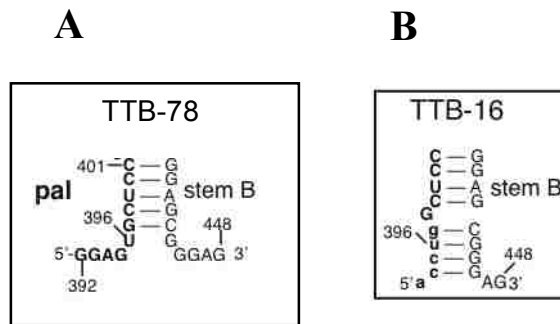 A
B
TTB-78
TTB-16
401 - C — G
C — G
pal U — A stem B
C — G
396 G — C 448
U G
5'-GGAG GGAG 3'
392
C — G
C — G
U — A
C — G stem B
G
396 g — C
u — G
c — G 448
c — G
5'a AG3'